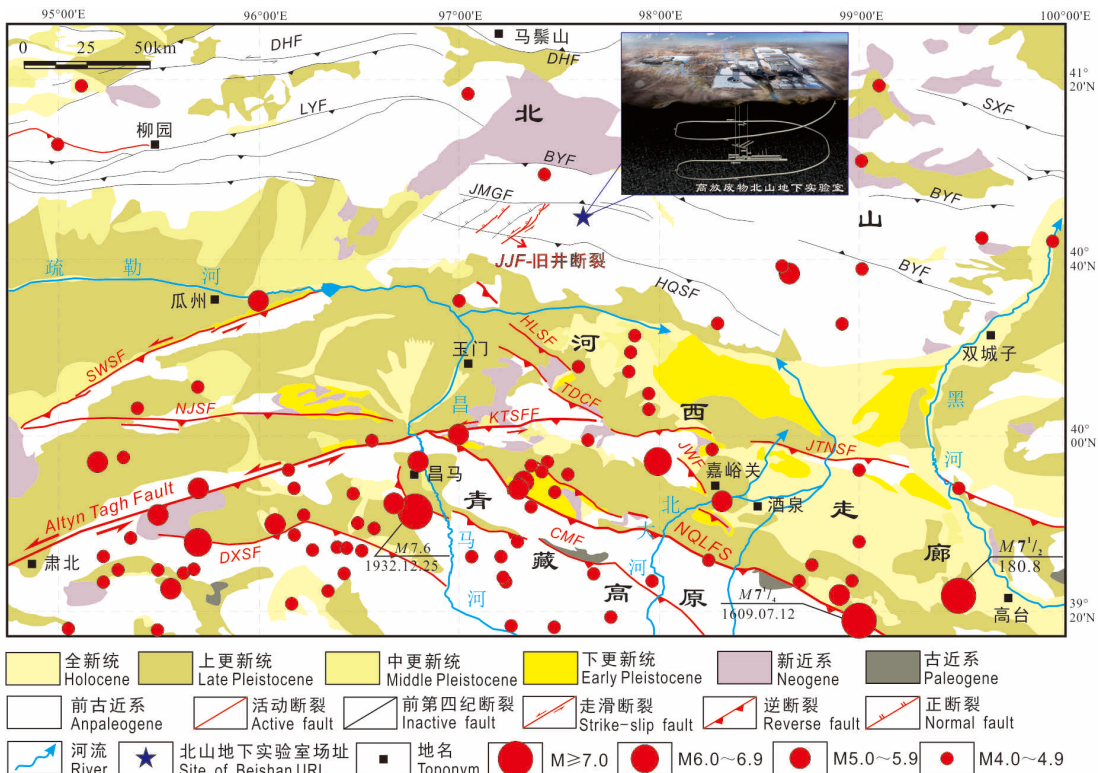 95°00'E
96°00'E
97°00'E
98°00'E
99°00'E
100°00'E
0 25 50km
DHF
马鬃山
DHF
41°
20'N
LYF
柳园
北
SXF
BYF
BYF
JMGF
高放废物北山地下实验室
山
BYF
JJF-旧井断裂
40°
40'N
BYF
疏勒河
HQSF
瓜州
SWSF
玉门
HLSF
河
双城子
黑
NJSF
昌
TDCF
西
KTSFF
40°
00'N
JWF
JTNSF
嘉峪关
河
昌马
青
北
酒泉
走
Altyn Tagh Fault
大
NQLFS
M7.6
1932.12.25
马
CMF
M7¹/₂
180.8
DXSF
肃北
藏
河
廊
高
原
M7¹/₄
1609.07.12
河
高台
39°
20'N
全新统
Holocene
上更新统
Late Pleistocene
中更新统
Middle Pleistocene
下更新统
Early Pleistocene
新近系
Neogene
古近系
Paleogene
前古近系
Anpaleogene
活动断裂
Active fault
前第四纪断裂
Inactive fault
走滑断裂
Strike-slip fault
逆断裂
Reverse fault
正断裂
Normal fault
河流
River
北山地下实验室场址
Site of Beishan URL
地名
Toponym
M≥7.0
M6.0～6.9
M5.0～5.9
M4.0～4.9